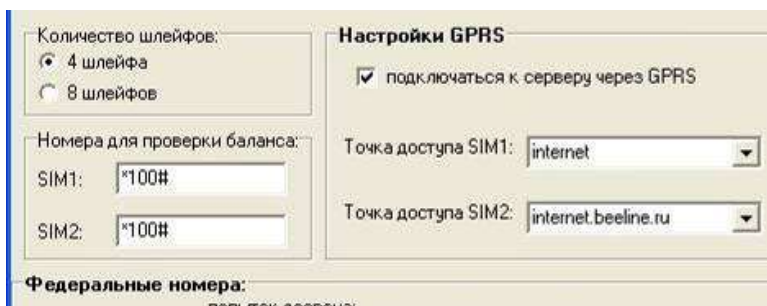 Количество шлейфов:
4 шлейфа
8 шлейфов
Номера для проверки баланса:
SIM1: *100#
SIM2: *100#
Настройки GPRS
подключаться к серверу через GPRS
Точка доступа SIM1: internet
Точка доступа SIM2: internet.beeline.ru
Федеральные номера: